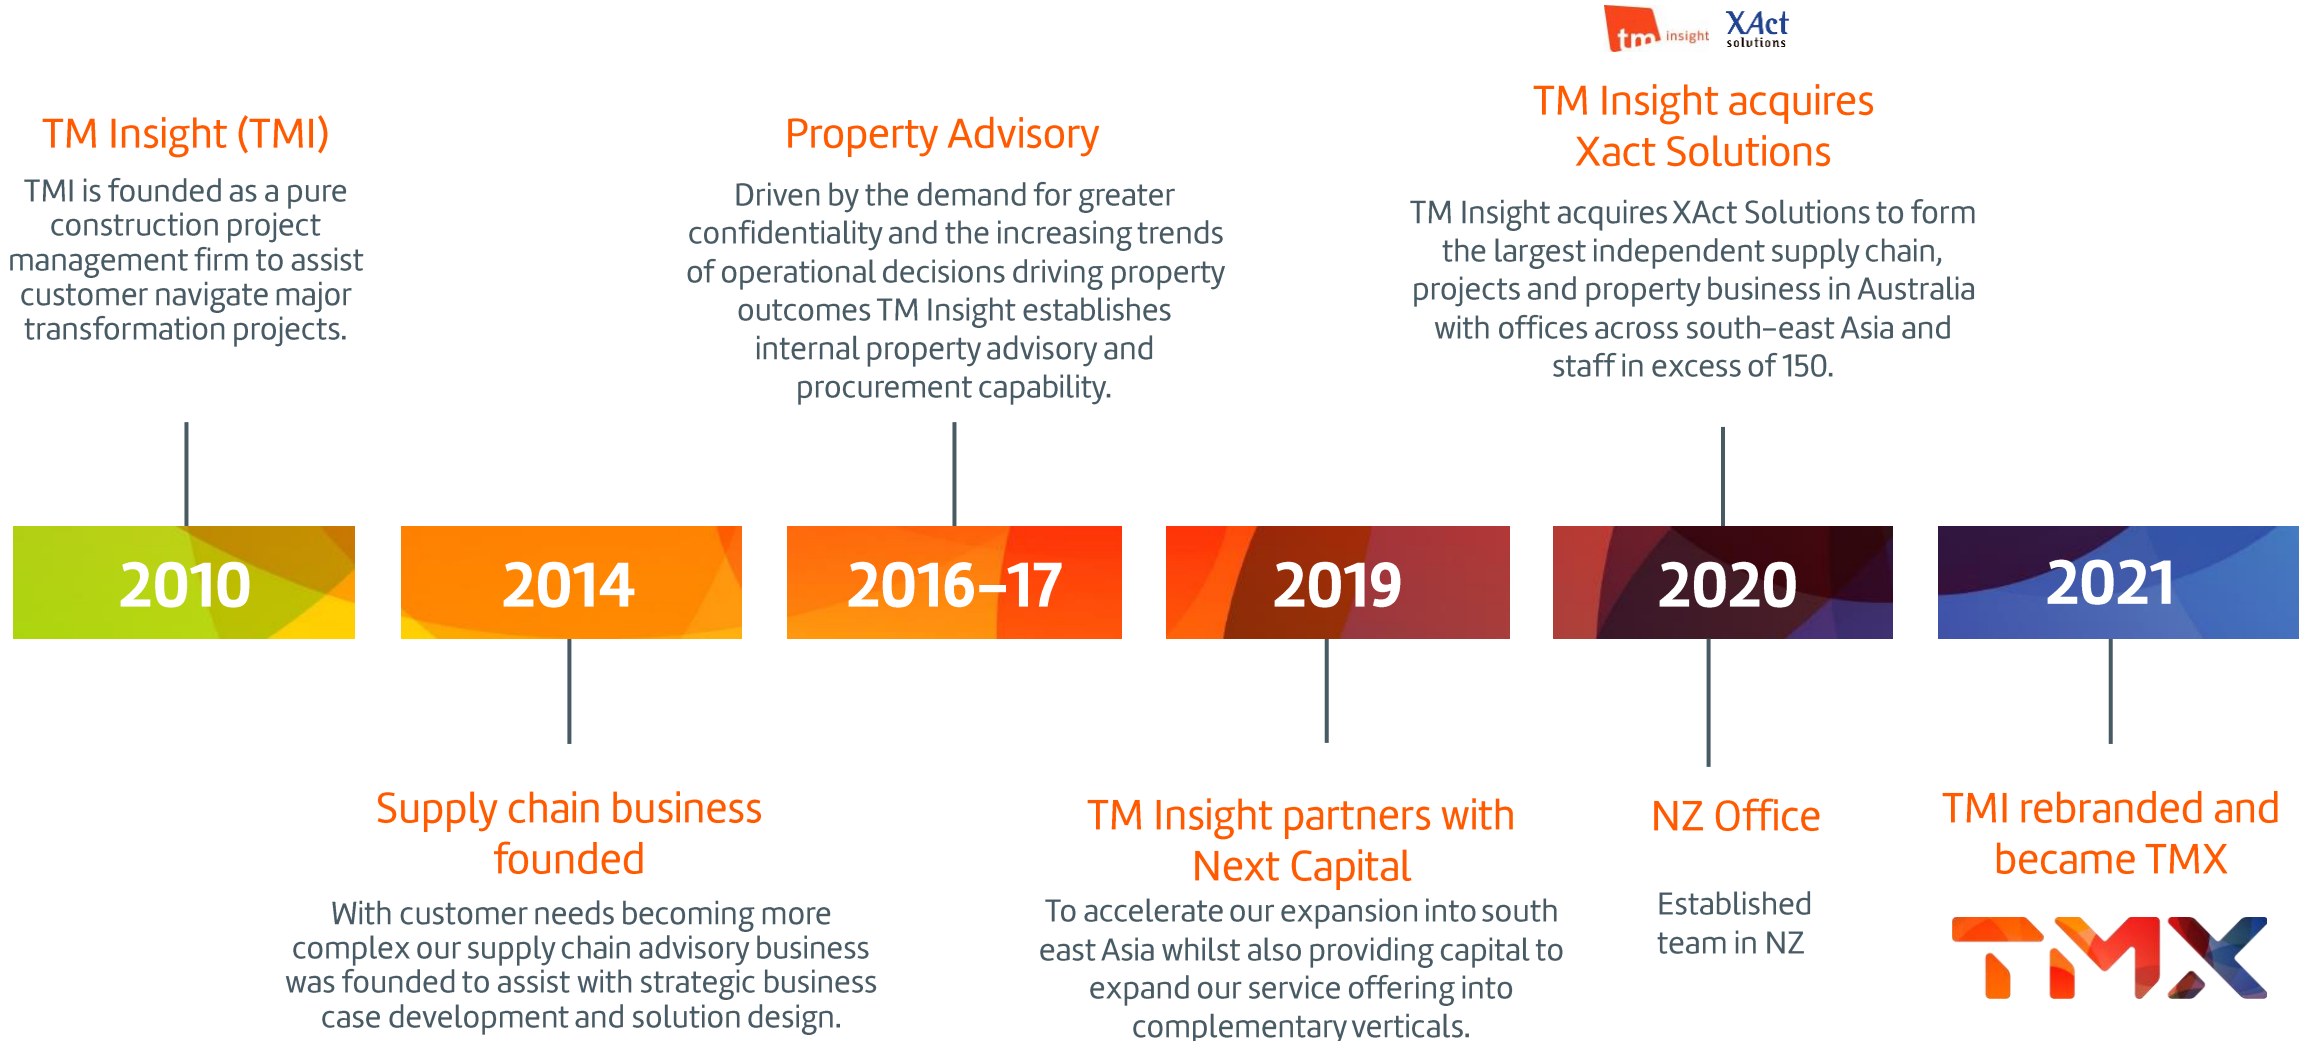 tm insight
XAct
solutions
TM Insight (TMI)
TMI is founded as a pure
construction project
management firm to assist
customer navigate major
transformation projects.
Property Advisory
Driven by the demand for greater
confidentiality and the increasing trends
of operational decisions driving property
outcomes TM Insight establishes
internal property advisory and
procurement capability.
TM Insight acquires
Xact Solutions
TM Insight acquires XAct Solutions to form
the largest independent supply chain,
projects and property business in Australia
with offices across south-east Asia and
staff in excess of 150.
2010
2014
2016-17
2019
2020
2021
Supply chain business
founded
With customer needs becoming more
complex our supply chain advisory business
was founded to assist with strategic business
case development and solution design.
TM Insight partners with
Next Capital
To accelerate our expansion into south
east Asia whilst also providing capital to
expand our service offering into
complementary verticals.
NZ Office
Established
team in NZ
TMI rebranded and
became TMX
TMX